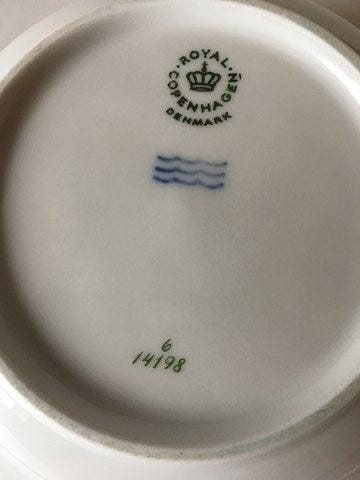 ROYAL
COPENHAGEN
DENMARK
6
14198